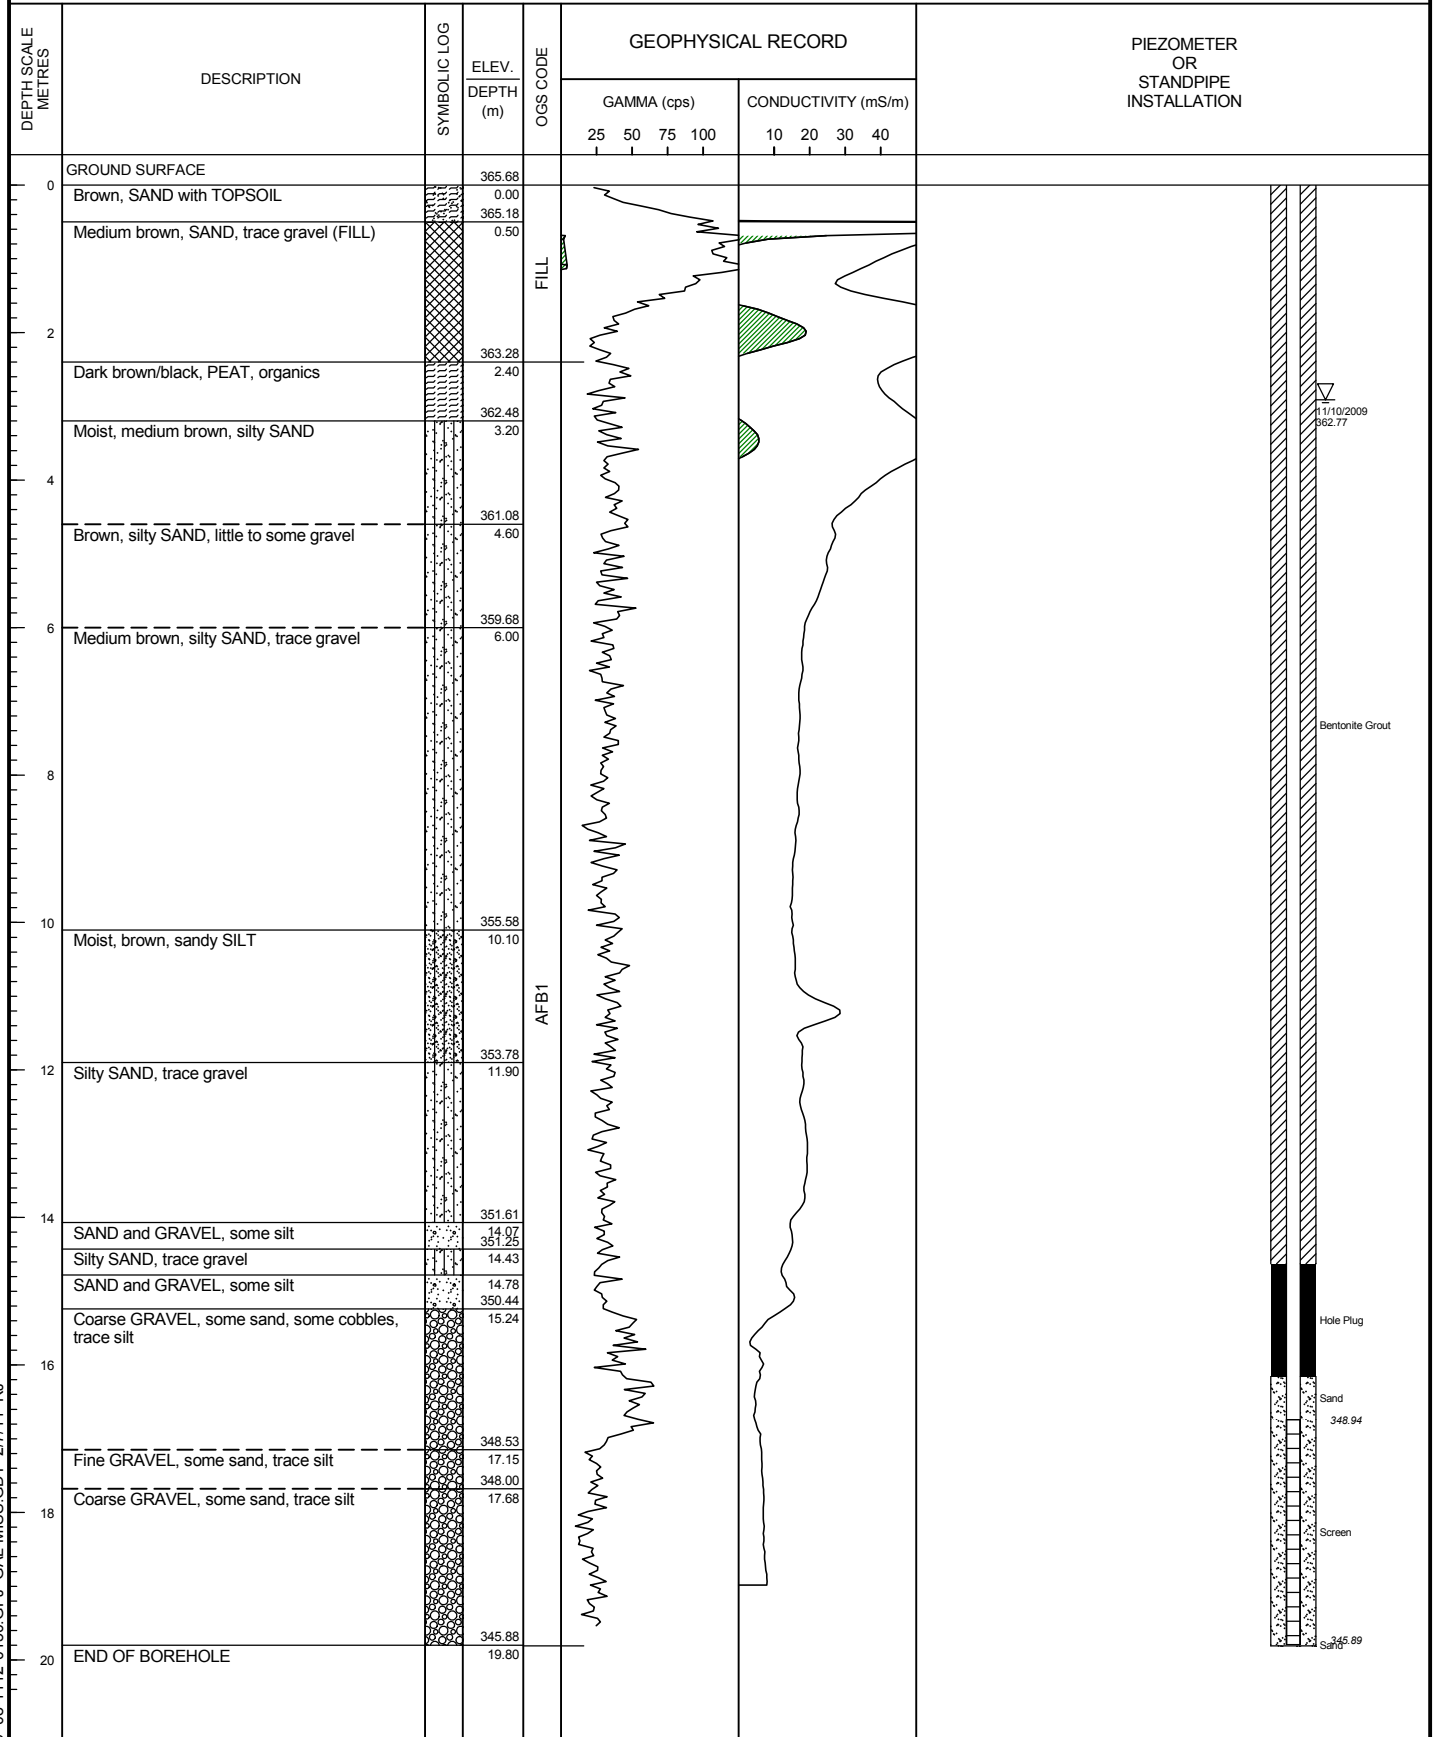 DEPTH SCALE
METRES
DESCRIPTION
SYMBOLIC LOG
ELEV.
DEPTH
(m)
OGS CODE
GEOPHYSICAL RECORD
GAMMA (cps)
25 50 75 100
CONDUCTIVITY (mS/m)
10 20 30 40
PIEZOMETER
OR
STANDPIPE
INSTALLATION
GROUND SURFACE
365.68
0
Brown, SAND with TOPSOIL
0.00
365.18
Medium brown, SAND, trace gravel (FILL)
0.50
FILL
2
363.28
Dark brown/black, PEAT, organics
2.40
362.48
11/10/2009
362.77
Moist, medium brown, silty SAND
3.20
4
361.08
Brown, silty SAND, little to some gravel
4.60
359.68
6
Medium brown, silty SAND, trace gravel
6.00
Bentonite Grout
8
10
355.58
Moist, brown, sandy SILT
10.10
AFB1
353.78
12
Silty SAND, trace gravel
11.90
14
351.61
SAND and GRAVEL, some silt
14.07
351.25
Silty SAND, trace gravel
14.43
SAND and GRAVEL, some silt
14.78
350.44
Coarse GRAVEL, some sand, some cobbles,
trace silt
15.24
Hole Plug
16
Sand
348.94
348.53
Fine GRAVEL, some sand, trace silt
17.15
348.00
Coarse GRAVEL, some sand, trace silt
17.68
18
Screen
345.88
345.89
Sand
20
END OF BOREHOLE
19.80